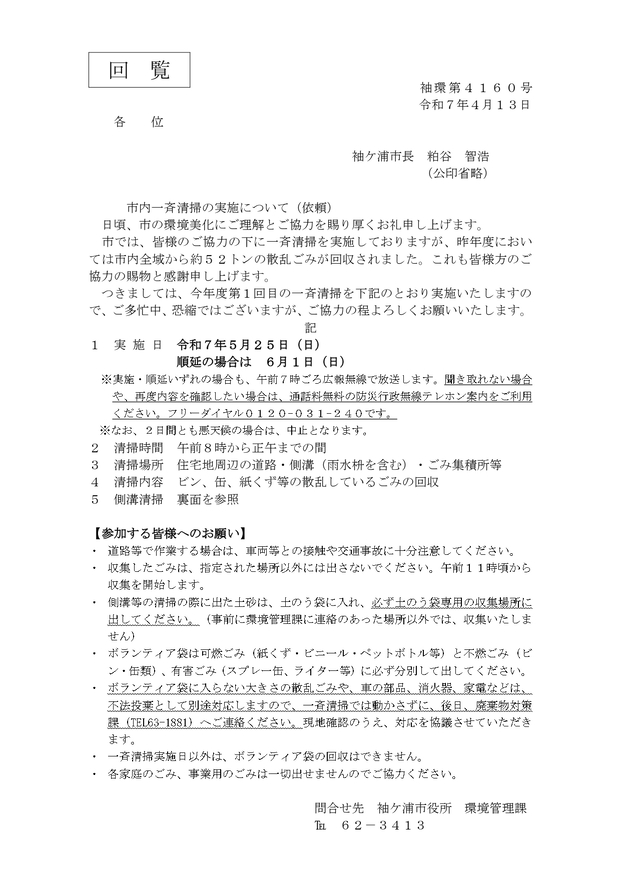 回　覧
袖環第４１６０号
令和７年４月１３日
各　　位
袖ケ浦市長　粕谷　智浩
（公印省略）
市内一斉清掃の実施について（依頼）
日頃、市の環境美化にご理解とご協力を賜り厚くお礼申し上げます。
市では、皆様のご協力の下に一斉清掃を実施しておりますが、昨年度におい
ては市内全域から約５２トンの散乱ごみが回収されました。これも皆様方のご
協力の賜物と感謝申し上げます。
つきましては、今年度第１回目の一斉清掃を下記のとおり実施いたしますの
で、ご多忙中、恐縮ではございますが、ご協力の程よろしくお願いいたします。
記
１　実　施　日　令和７年５月２５日（日）
順延の場合は　６月１日（日）
※実施・順延いずれの場合も、午前７時ごろ広報無線で放送します。聞き取れない場合
や、再度内容を確認したい場合は、通話料無料の防災行政無線テレホン案内をご利用
ください。フリーダイヤル０１２０-０３１-２４０です。
※なお、２日間とも悪天候の場合は、中止となります。
２　清掃時間　午前８時から正午までの間
３　清掃場所　住宅地周辺の道路・側溝（雨水枡を含む）・ごみ集積所等
４　清掃内容　ビン、缶、紙くず等の散乱しているごみの回収
５　側溝清掃　裏面を参照
【参加する皆様へのお願い】
・　道路等で作業する場合は、車両等との接触や交通事故に十分注意してください。
・　収集したごみは、指定された場所以外には出さないでください。午前１１時頃から
収集を開始します。
・　側溝等の清掃の際に出た土砂は、土のう袋に入れ、必ず土のう袋専用の収集場所に
出してください。（事前に環境管理課に連絡のあった場所以外では、収集いたしま
せん）
・　ボランティア袋は可燃ごみ（紙くず・ビニール・ペットボトル等）と不燃ごみ（ビ
ン・缶類）、有害ごみ（スプレー缶、ライター等）に必ず分別して出してください。
・　ボランティア袋に入らない大きさの散乱ごみや、車の部品、消火器、家電などは、
不法投棄として別途対応しますので、一斉清掃では動かさずに、後日、廃棄物対策
課（TEL63-1881）へご連絡ください。現地確認のうえ、対応を協議させていただき
ます。
・　一斉清掃実施日以外は、ボランティア袋の回収はできません。
・　各家庭のごみ、事業用のごみは一切出せませんのでご協力ください。
問合せ先　袖ケ浦市役所　環境管理課
℡　６２－３４１３